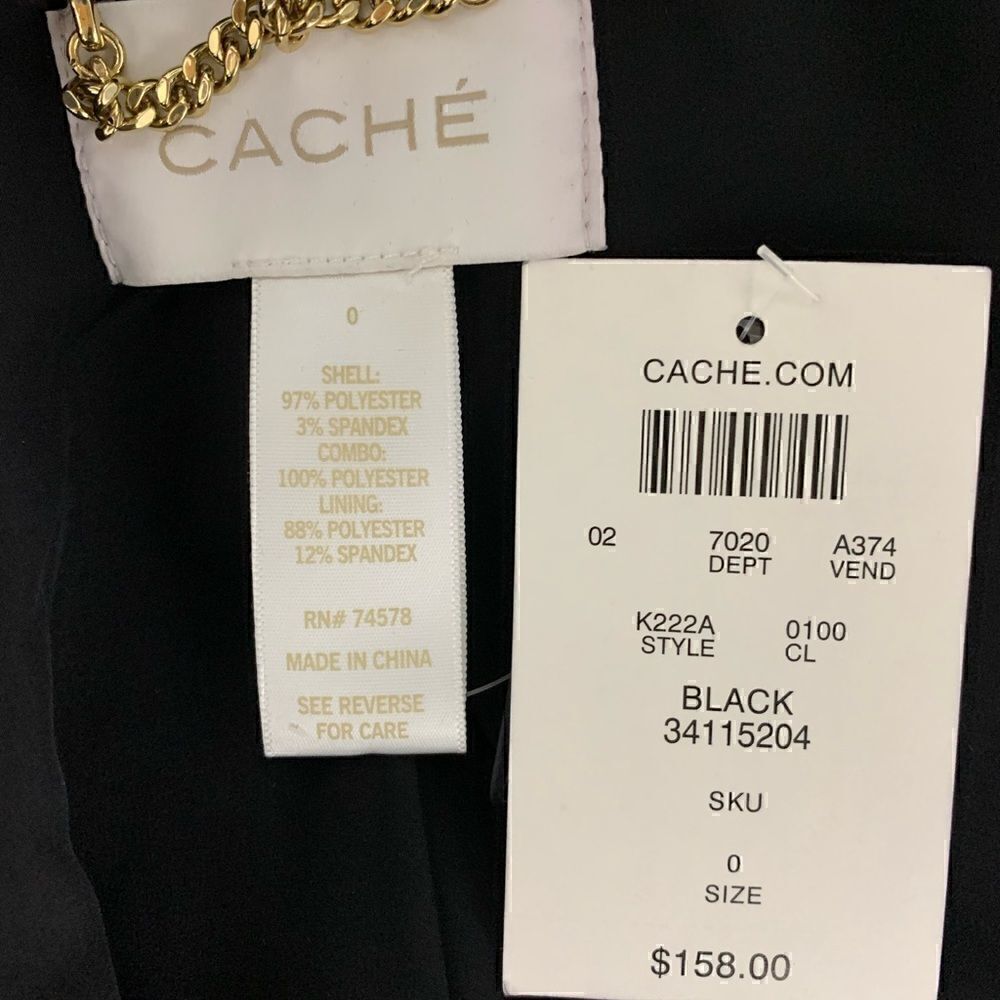 CACHÉ
0
SHELL:
97% POLYESTER
3% SPANDEX
COMBO:
100% POLYESTER
LINING:
88% POLYESTER
12% SPANDEX
RN# 74578
MADE IN CHINA
SEE REVERSE
FOR CARE
CACHE.COM
02 7020 A374
DEPT VEND
K222A 0100
STYLE CL
BLACK
34115204
SKU
0
SIZE
$158.00